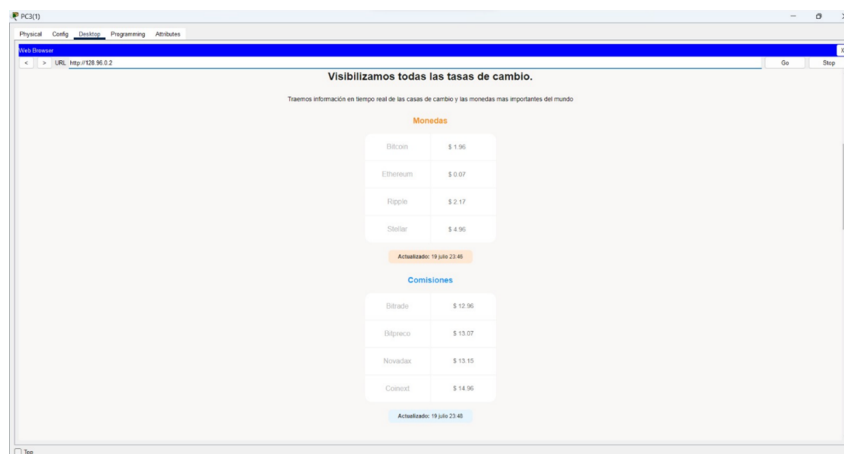 PC3(1)
Physical Config Desktop Programming Attributes
Web Browser X
< > URL http://128.96.0.2 Go Stop
Visibilizamos todas las tasas de cambio.
Traemos información en tiempo real de las casas de cambio y las monedas mas importantes del mundo
Monedas
Bitcoin $ 1.96
Ethereum $ 0.07
Ripple $ 2.17
Stellar $ 4.96
Actualizado: 19 julio 23:46
Comisiones
Bitrade $ 12.96
Bitpreco $ 13.07
Novadax $ 13.15
Coinext $ 14.96
Actualizado: 19 julio 23:48
Top